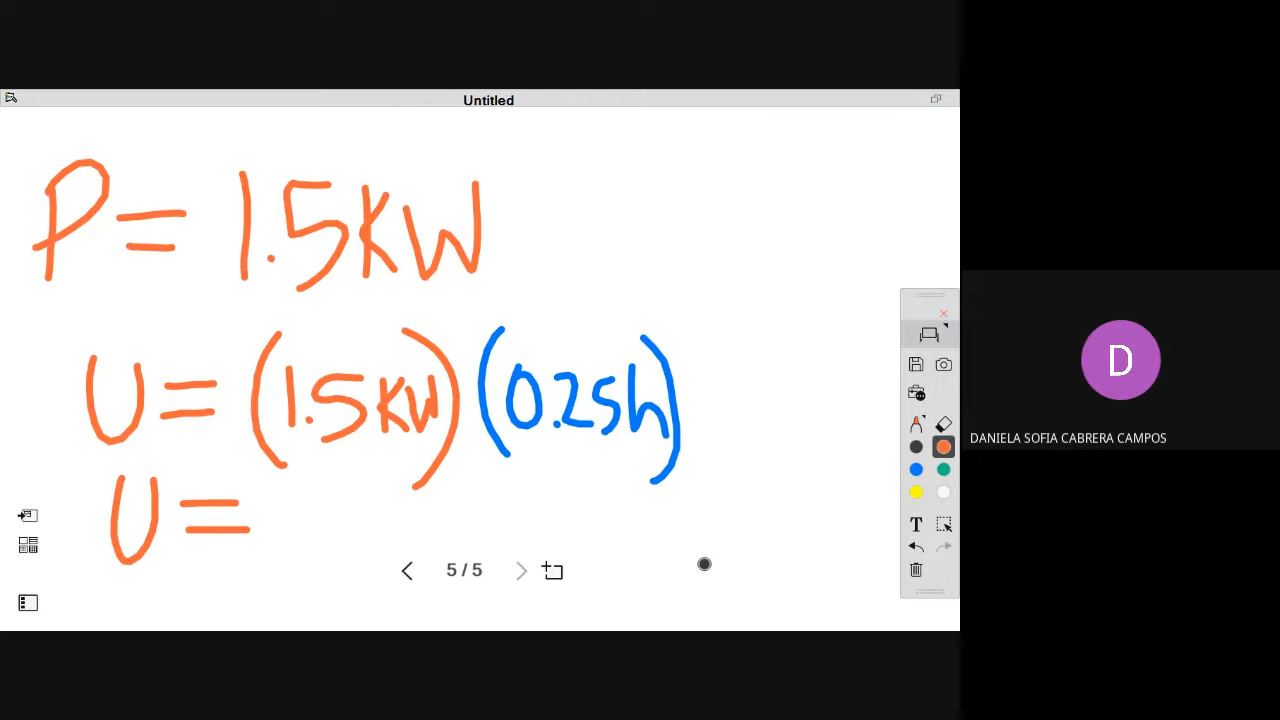 Untitled
P = 1.5KW
U = (1.5KW) (0.25h)
U =
5 / 5
T
D
DANIELA SOFIA CABRERA CAMPOS